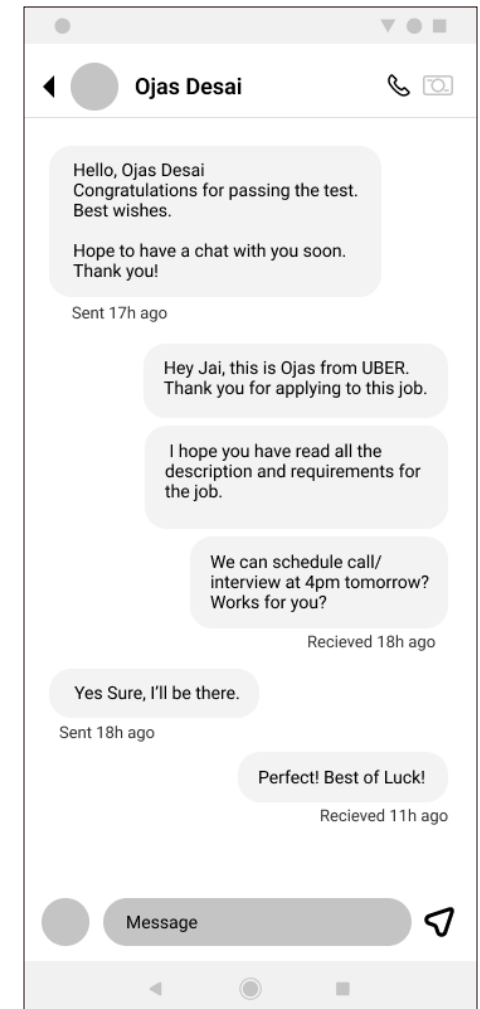 Ojas Desai
Hello, Ojas Desai
Congratulations for passing the test.
Best wishes.
Hope to have a chat with you soon.
Thank you!
Sent 17h ago
Hey Jai, this is Ojas from UBER.
Thank you for applying to this job.
I hope you have read all the
description and requirements for
the job.
We can schedule call/
interview at 4pm tomorrow?
Works for you?
Recieved 18h ago
Yes Sure, I'll be there.
Sent 18h ago
Perfect! Best of Luck!
Recieved 11h ago
Message